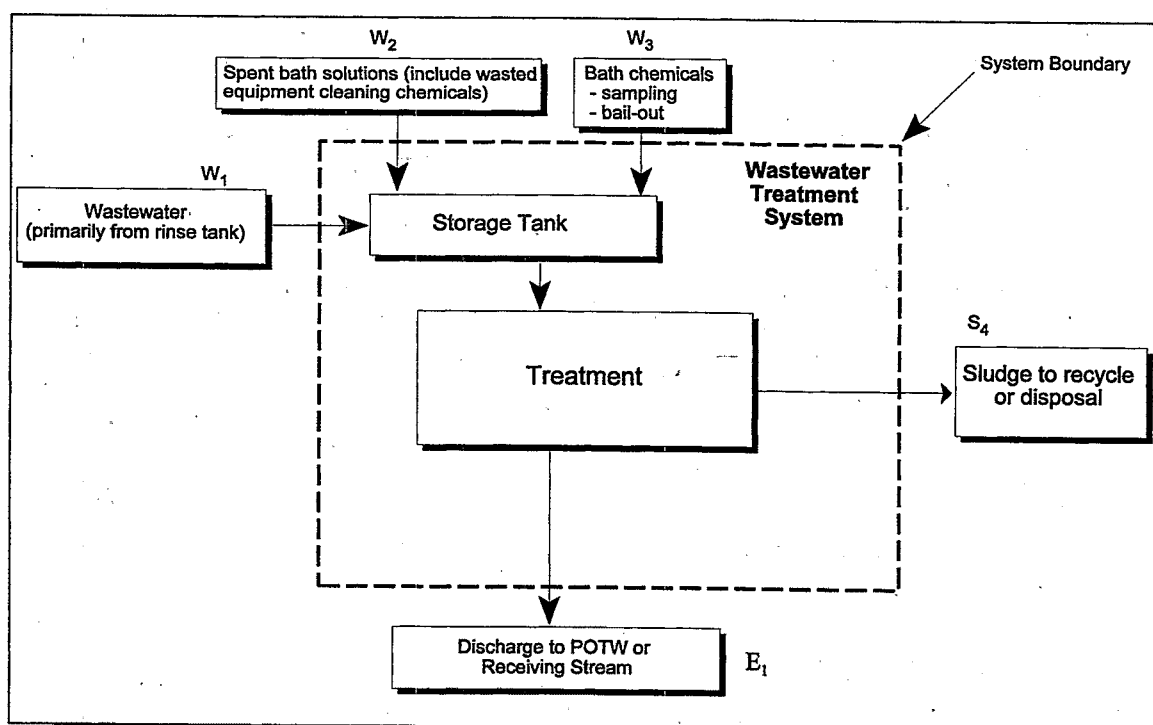 W2
W3
Spent bath solutions (include wasted
equipment cleaning chemicals)
Bath chemicals
- sampling
- bail-out
System Boundary
Wastewater
Treatment
System
W1
Wastewater
(primarily from rinse tank)
Storage Tank
S4
Treatment
Sludge to recycle
or disposal
Discharge to POTW or
Receiving Stream
E1